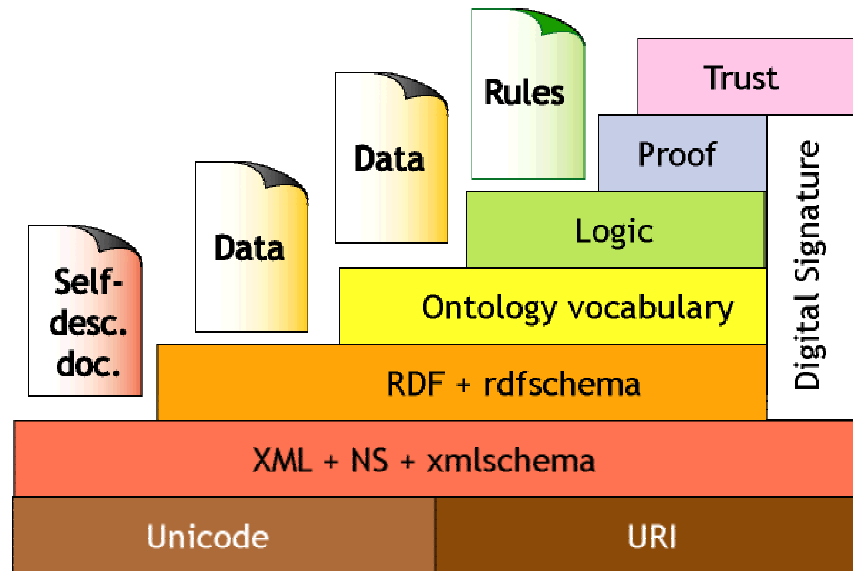 Rules
Trust
Data
Proof
Data
Logic
Self-
desc.
doc.
Ontology vocabulary
Digital Signature
RDF + rdfschema
XML + NS + xmlschema
Unicode
URI